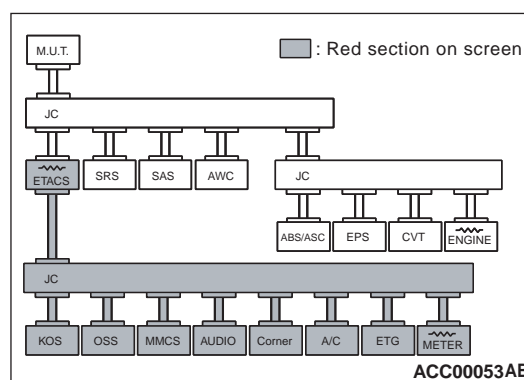 M.U.T.
: Red section on screen
JC
ETACS
SRS
SAS
AWC
JC
ABS/ASC
EPS
CVT
ENGINE
JC
KOS
OSS
MMCS
AUDIO
Corner
A/C
ETG
METER
ACC00053AE